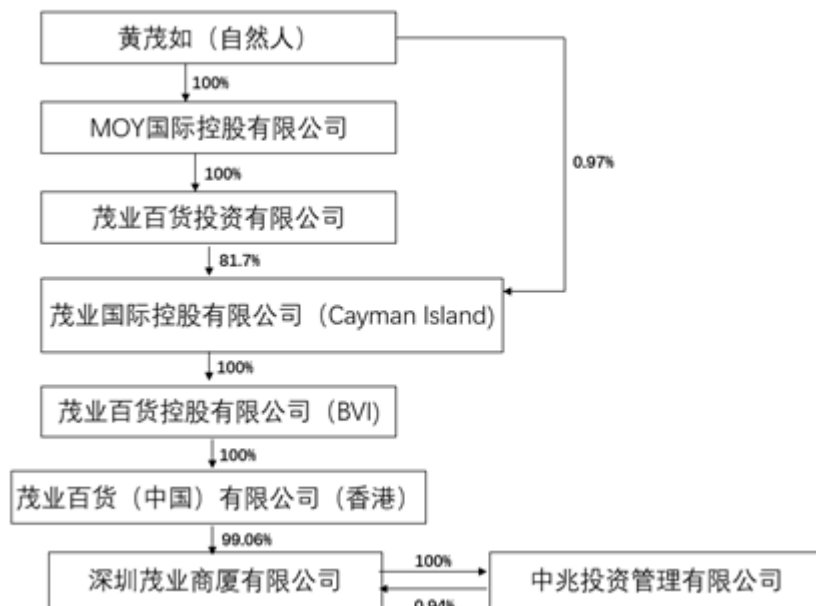 黄茂如（自然人）
100%
MOY国际控股有限公司
100%
0.97%
茂业百货投资有限公司
81.7%
茂业国际控股有限公司（Cayman Island)
100%
茂业百货控股有限公司（BVI)
100%
茂业百货（中国）有限公司（香港）
99.06%
深圳茂业商厦有限公司
100%
0.94%
中兆投资管理有限公司